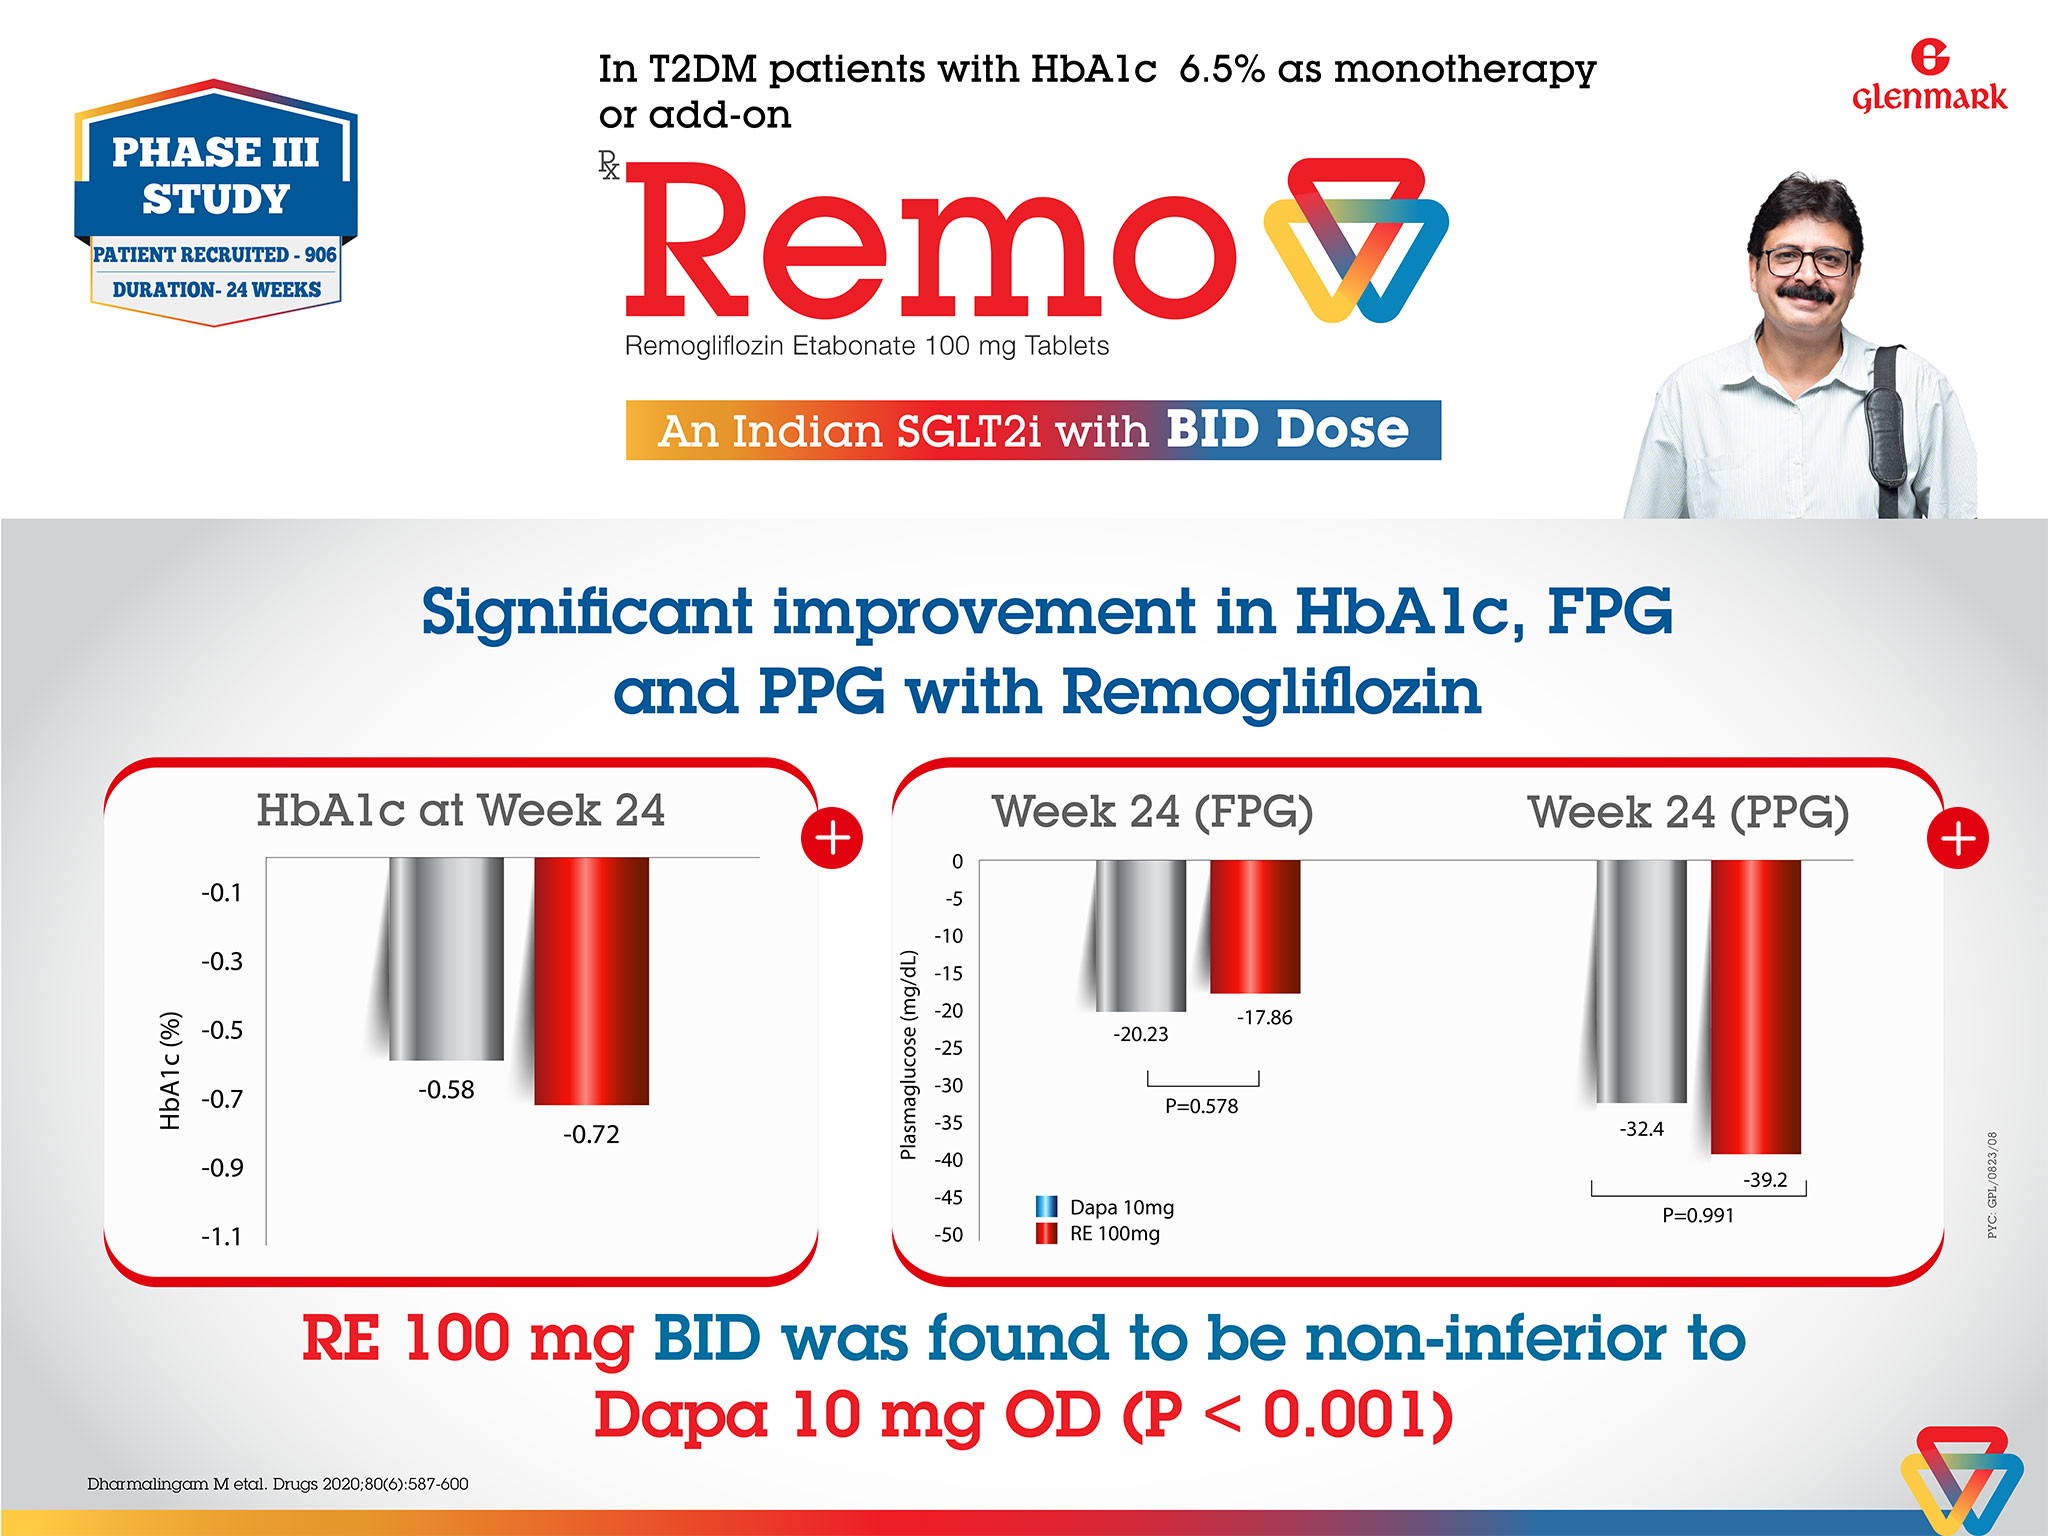 In T2DM patients with HbA1c 6.5% as monotherapy
or add-on
Glenmark
PHASE III
STUDY
PATIENT RECRUITED - 906
DURATION- 24 WEEKS
Rx
Remo
Remogliflozin Etabonate 100 mg Tablets
An Indian SGLT2i with BID Dose
Significant improvement in HbA1c, FPG
and PPG with Remogliflozin
HbA1c at Week 24
HbA1c (%)
-0.1
-0.3
-0.5
-0.7
-0.9
-1.1
-0.58
-0.72
+
Week 24 (FPG)
Week 24 (PPG)
Plasmaglucose (mg/dL)
0
-5
-10
-15
-20
-25
-30
-35
-40
-45
-50
-20.23
-17.86
P=0.578
-32.4
-39.2
P=0.991
Dapa 10mg
RE 100mg
+
PYC: GPL/0823/08
RE 100 mg BID was found to be non-inferior to
Dapa 10 mg OD (P < 0.001)
Dharmalingam M etal. Drugs 2020;80(6):587-600